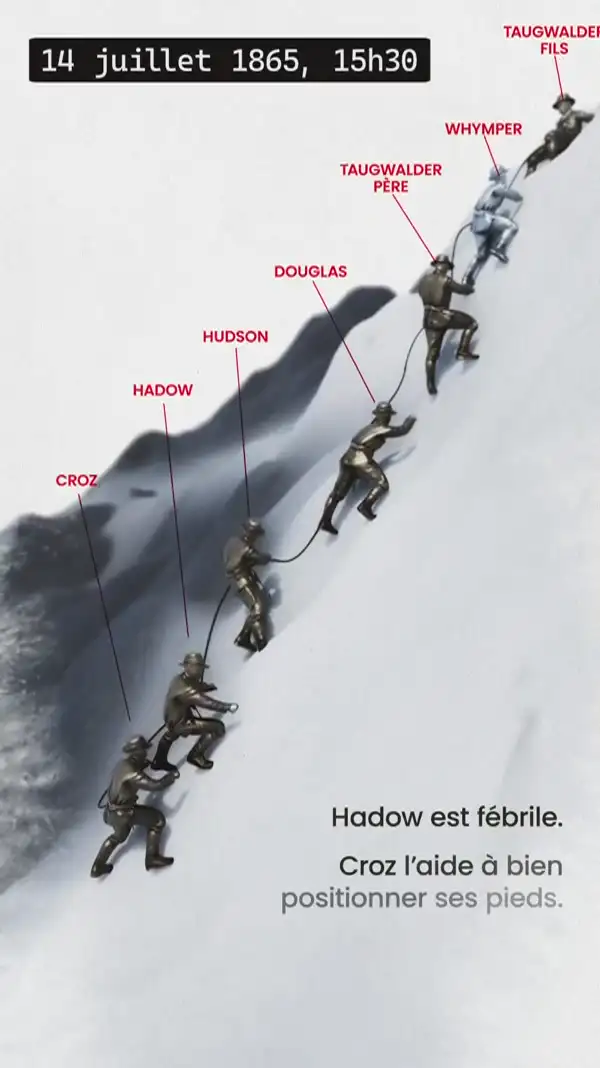 14 juillet 1865, 15h30
TAUGWALDER
FILS
WHYMPER
TAUGWALDER
PÈRE
DOUGLAS
HUDSON
HADOW
CROZ
Hadow est fébrile.
Croz l’aide à bien
positionner ses pieds.